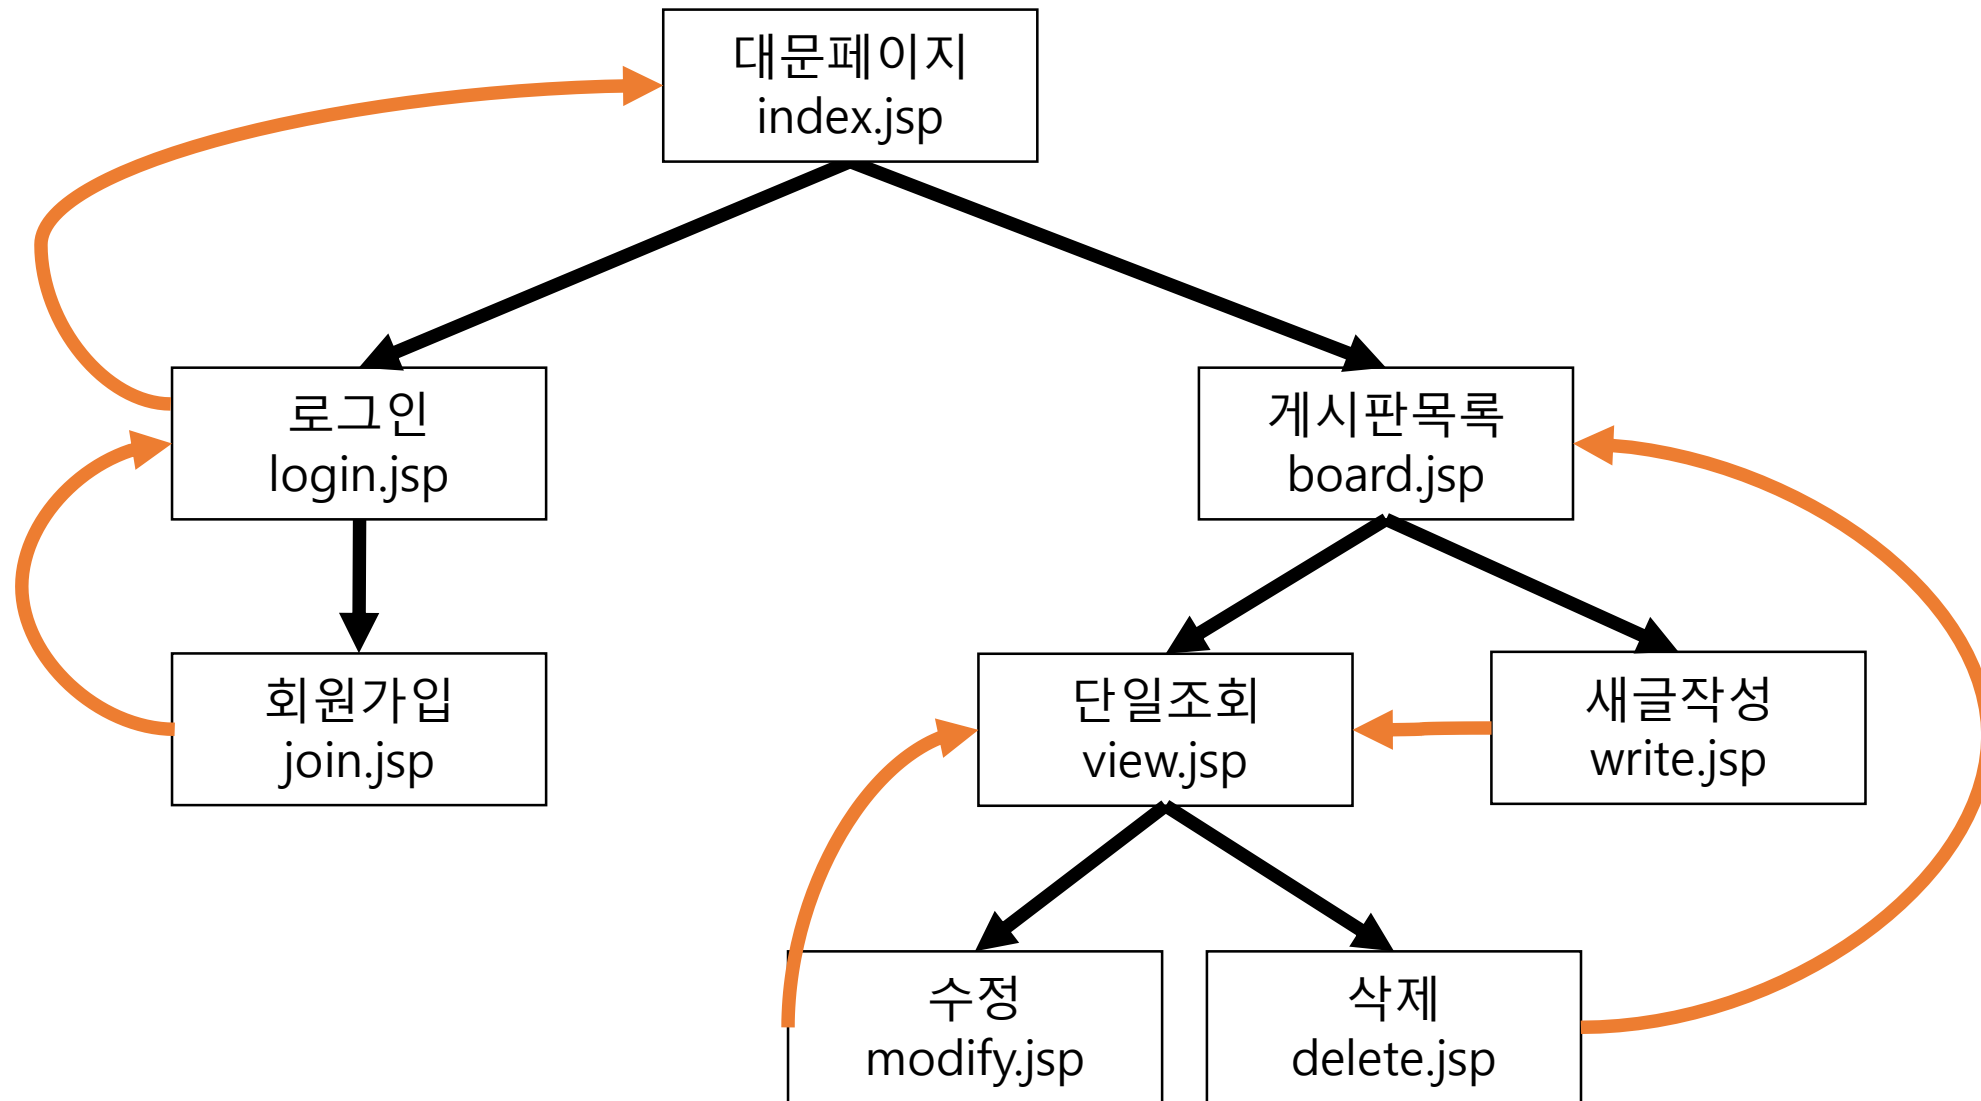 대문페이지
index.jsp
로그인
login.jsp
게시판목록
board.jsp
회원가입
join.jsp
단일조회
view.jsp
새글작성
write.jsp
수정
modify.jsp
삭제
delete.jsp